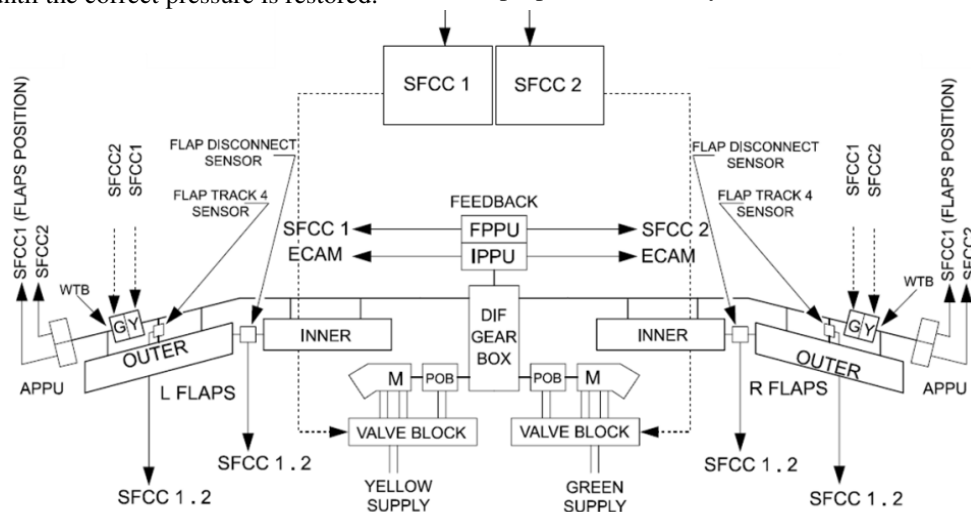 until the correct pressure is restored.
SFCC 1
SFCC 2
FLAP DISCONNECT
SENSOR
FLAP TRACK 4
SENSOR
FLAP DISCONNECT
SENSOR
FLAP TRACK 4
SENSOR
SFCC1 (FLAPS POSITION)
SFCC2
SFCC2
SFCC1
SFCC1
SFCC2
SFCC1 (FLAPS POSITION)
SFCC2
FEEDBACK
SFCC 1
FPPU
SFCC 2
ECAM
IPPU
ECAM
WTB
G Y
WTB
G Y
DIF
GEAR
BOX
OUTER
INNER
INNER
OUTER
APPU
L FLAPS
R FLAPS
APPU
M
POB
POB
M
VALVE BLOCK
VALVE BLOCK
SFCC 1 . 2
SFCC 1 . 2
SFCC 1 . 2
SFCC 1 . 2
YELLOW
SUPPLY
GREEN
SUPPLY